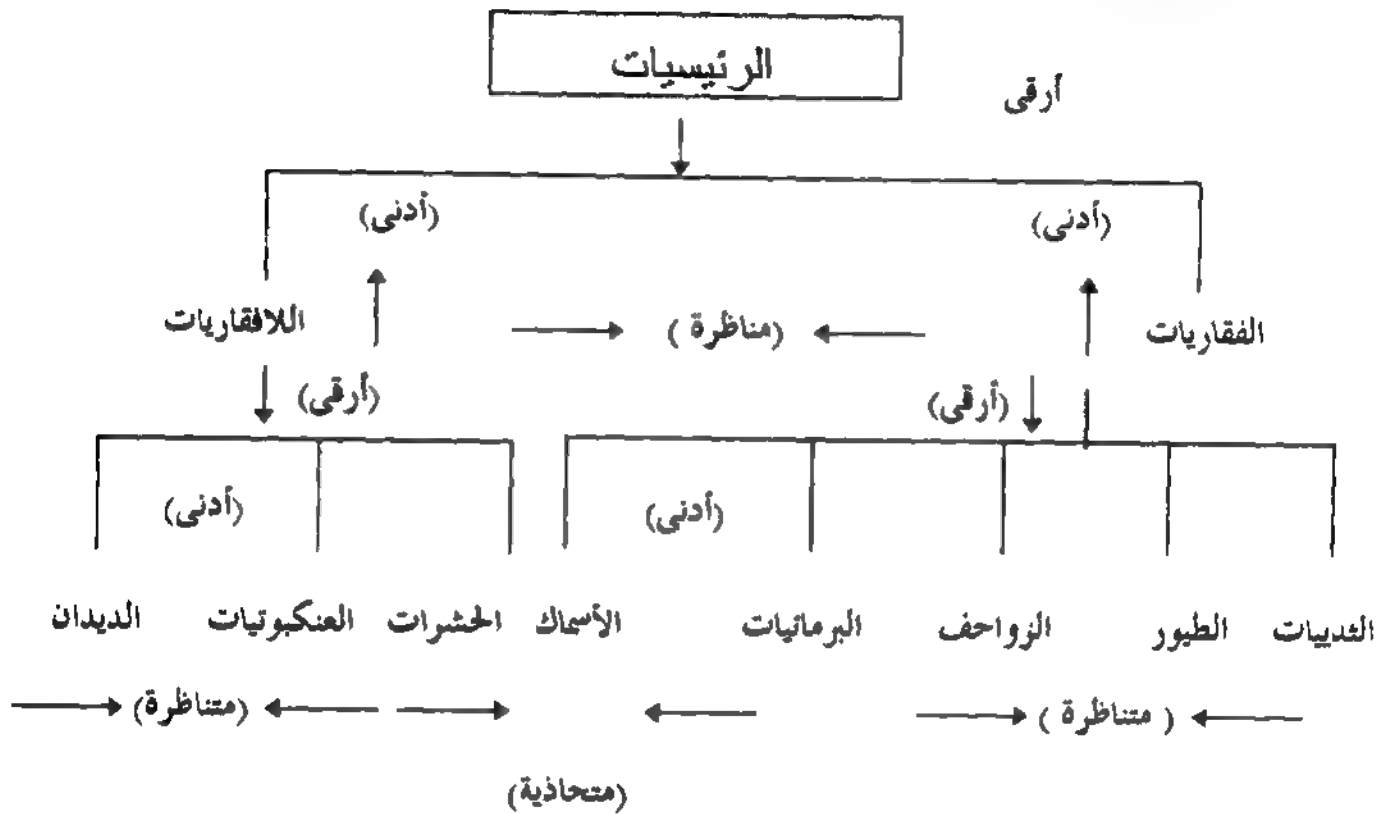 الرئيسيات
أرقى
(أدنى) (أدنى)
الفقاريات (مناظرة ) اللافقاريات
(أرقى) (أرقى)
(أدنى) (أدنى)
الثدييات الطيور الزواحف البرمائيات الأسماك الحشرات العنكبوتيات الديدان
( متناظرة ) (متناظرة)
(متحاذية)